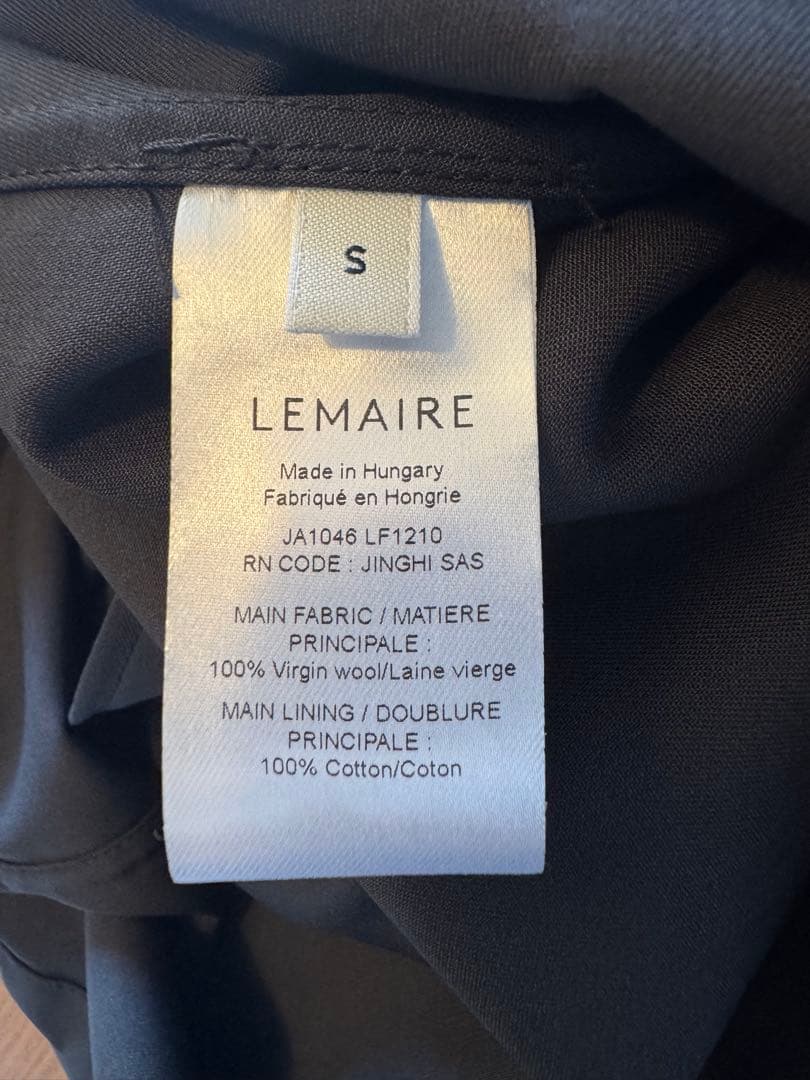 S
LEMAIRE
Made in Hungary
Fabriqué en Hongrie
JA1046 LF1210
RN CODE : JINGHI SAS
MAIN FABRIC / MATIERE
PRINCIPALE :
100% Virgin wool/Laine vierge
MAIN LINING / DOUBLURE
PRINCIPALE :
100% Cotton/Coton